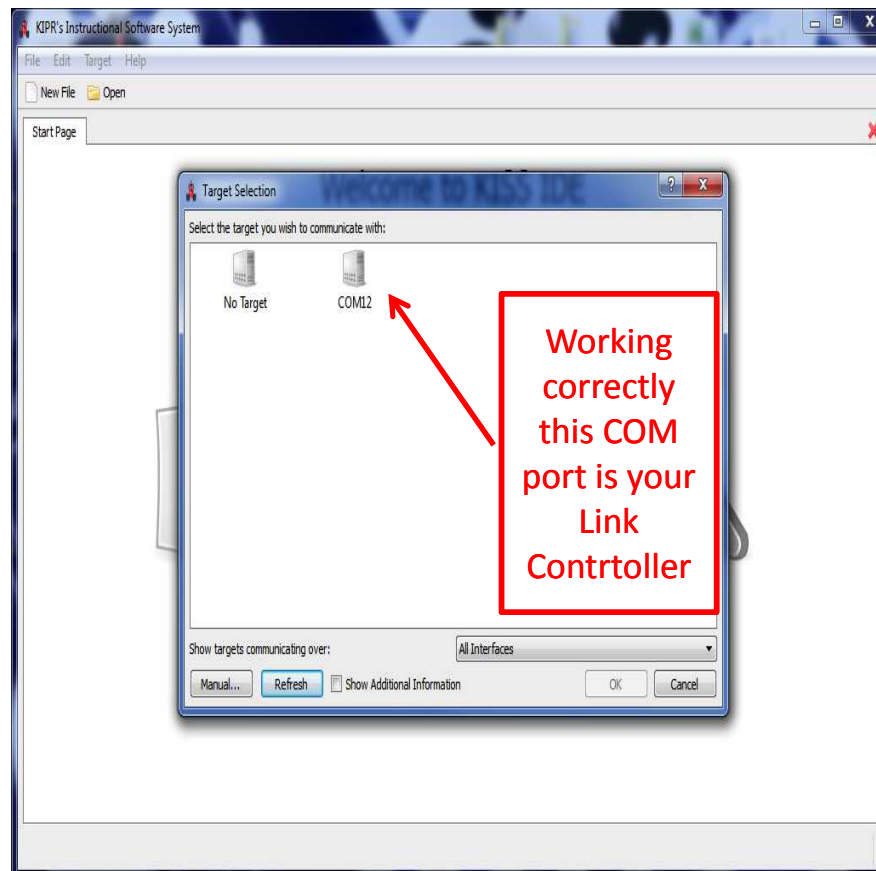 KIPR's Instructional Software System
File Edit Target Help
New File Open
Start Page
Welcome to KISS IDE
Target Selection
Select the target you wish to communicate with:
No Target COM12
Working
correctly
this COM
port is your
Link
Contrtoller
Show targets communicating over: All Interfaces
Manual... Refresh Show Additional Information OK Cancel